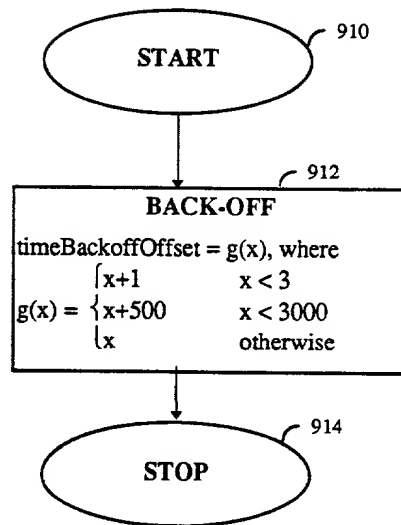 START
910
912
BACK-OFF
timeBackoffOffset = g(x), where
x+1 x < 3
g(x) = { x+500 x < 3000
x otherwise
914
STOP